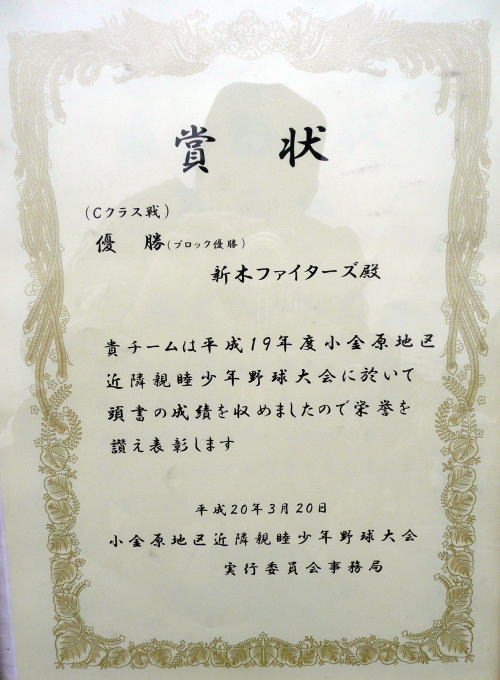 賞状
(Cクラス戦)
優勝(ブロック優勝)
新木ファイターズ殿
貴チームは平成19年度小金原地区
近隣親睦少年野球大会に於いて
頭書の成績を収めましたので栄誉を
讃え表彰します
平成20年3月20日
小金原地区近隣親睦少年野球大会
実行委員会事務局